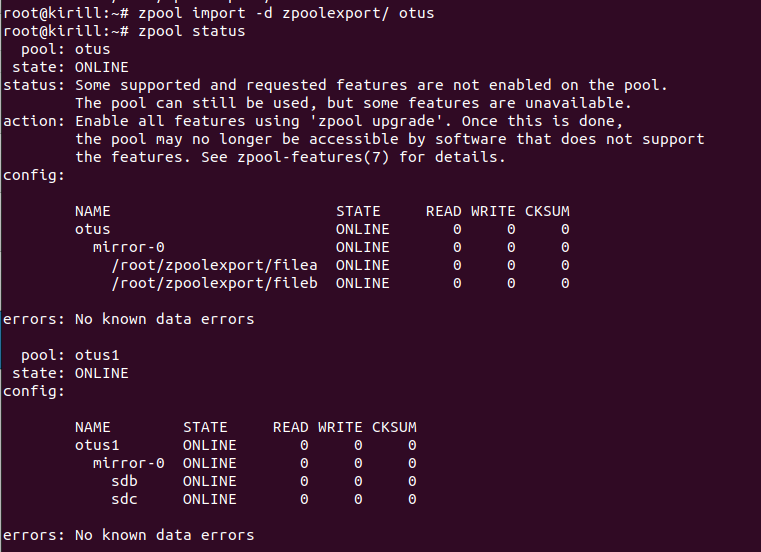 root@kirill:~# zpool import -d zpoolexport/ otus
root@kirill:~# zpool status
  pool: otus
 state: ONLINE
status: Some supported and requested features are not enabled on the pool.
        The pool can still be used, but some features are unavailable.
action: Enable all features using 'zpool upgrade'. Once this is done,
        the pool may no longer be accessible by software that does not support
        the features. See zpool-features(7) for details.
config:

        NAME                         STATE     READ WRITE CKSUM
        otus                         ONLINE       0     0     0
          mirror-0                   ONLINE       0     0     0
            /root/zpoolexport/filea  ONLINE       0     0     0
            /root/zpoolexport/fileb  ONLINE       0     0     0

errors: No known data errors

  pool: otus1
 state: ONLINE
config:

        NAME        STATE     READ WRITE CKSUM
        otus1       ONLINE       0     0     0
          mirror-0  ONLINE       0     0     0
            sdb     ONLINE       0     0     0
            sdc     ONLINE       0     0     0

errors: No known data errors